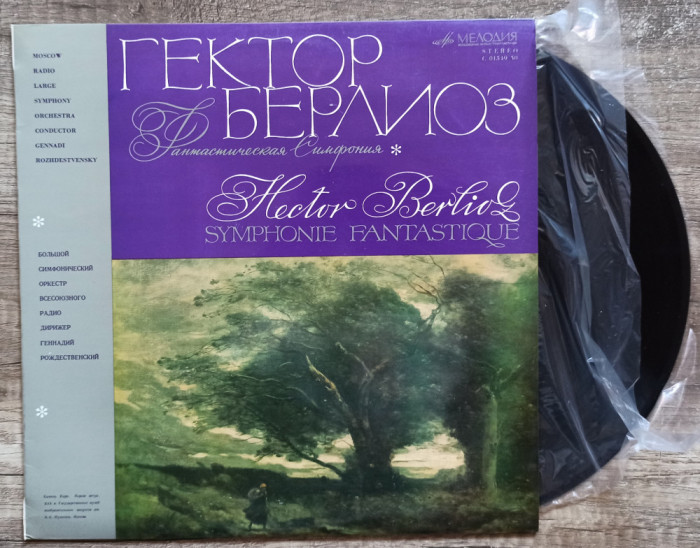 MOSCOW
RADIO
LARGE
SYMPHONY
ORCHESTRA
CONDUCTOR
GENNADI
ROZHDESTVENSKY
*
БОЛЬШОЙ
СИМФОНИЧЕСКИЙ
ОРКЕСТР
ВСЕСОЮЗНОГО
РАДИО
ДИРИЖЕР
ГЕННАДИЙ
РОЖДЕСТВЕНСКИЙ
*
МЕЛОДИЯ
STEREO
ГЕКТОР
БЕРЛИОЗ
Фантастическая Симфония *
Hector Berlioz
SYMPHONIE FANTASTIQUE